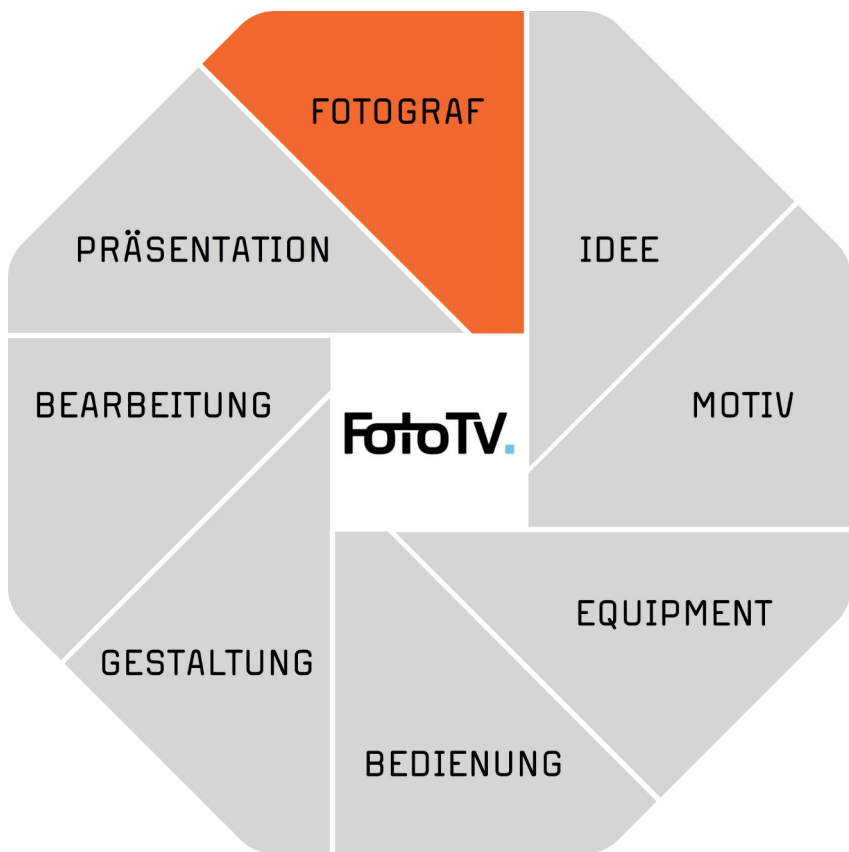 FOTOGRAF
PRÄSENTATION
IDEE
BEARBEITUNG
MOTIV
FotoTV.
EQUIPMENT
GESTALTUNG
BEDIENUNG